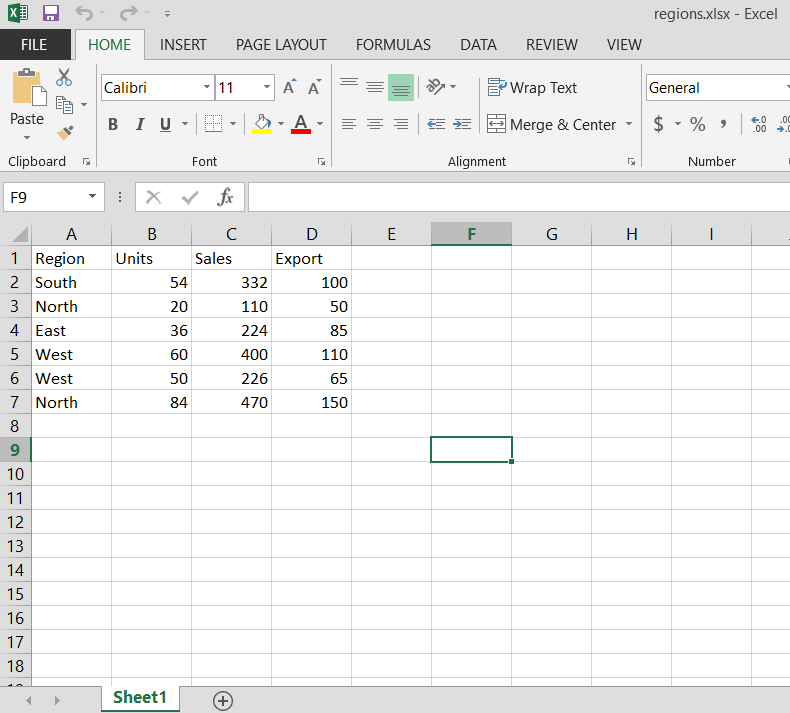 regions.xlsx - Excel
FILE HOME INSERT PAGE LAYOUT FORMULAS DATA REVIEW VIEW
Paste
Calibri 11
Wrap Text
General
B I U A
Merge & Center
$ % ,
Clipboard Font Alignment Number
F9 fx
A B C D E F G H I
1 Region Units Sales Export
2 South 54 332 100
3 North 20 110 50
4 East 36 224 85
5 West 60 400 110
6 West 50 226 65
7 North 84 470 150
8
9
10
11
12
13
14
15
16
17
18
Sheet1